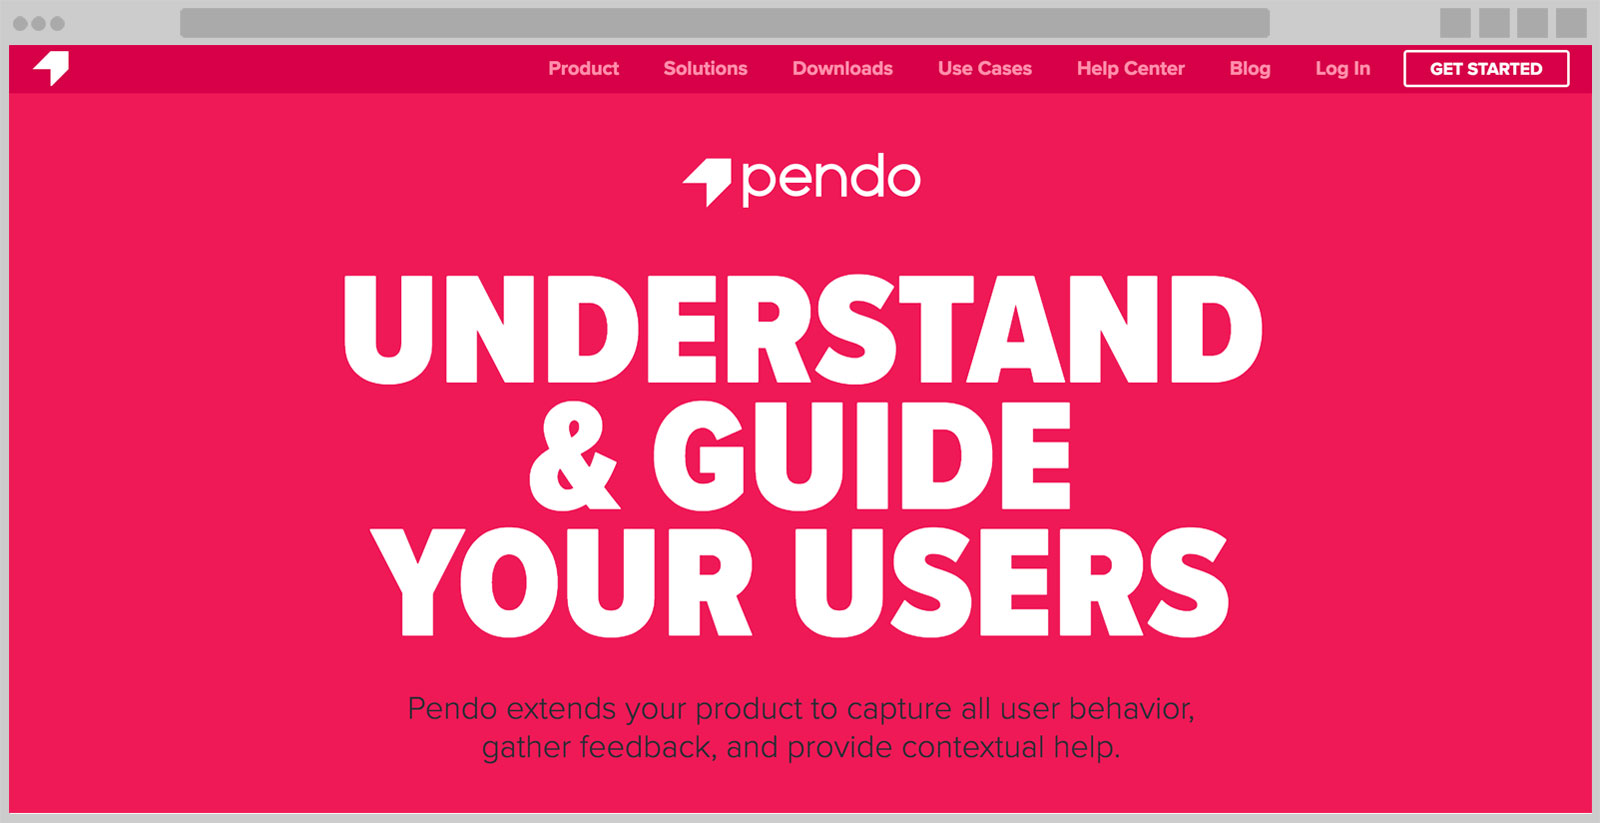 Product Solutions Downloads Use Cases Help Center Blog Log In GET STARTED
pendo
UNDERSTAND
& GUIDE
YOUR USERS
Pendo extends your product to capture all user behavior,
gather feedback, and provide contextual help.